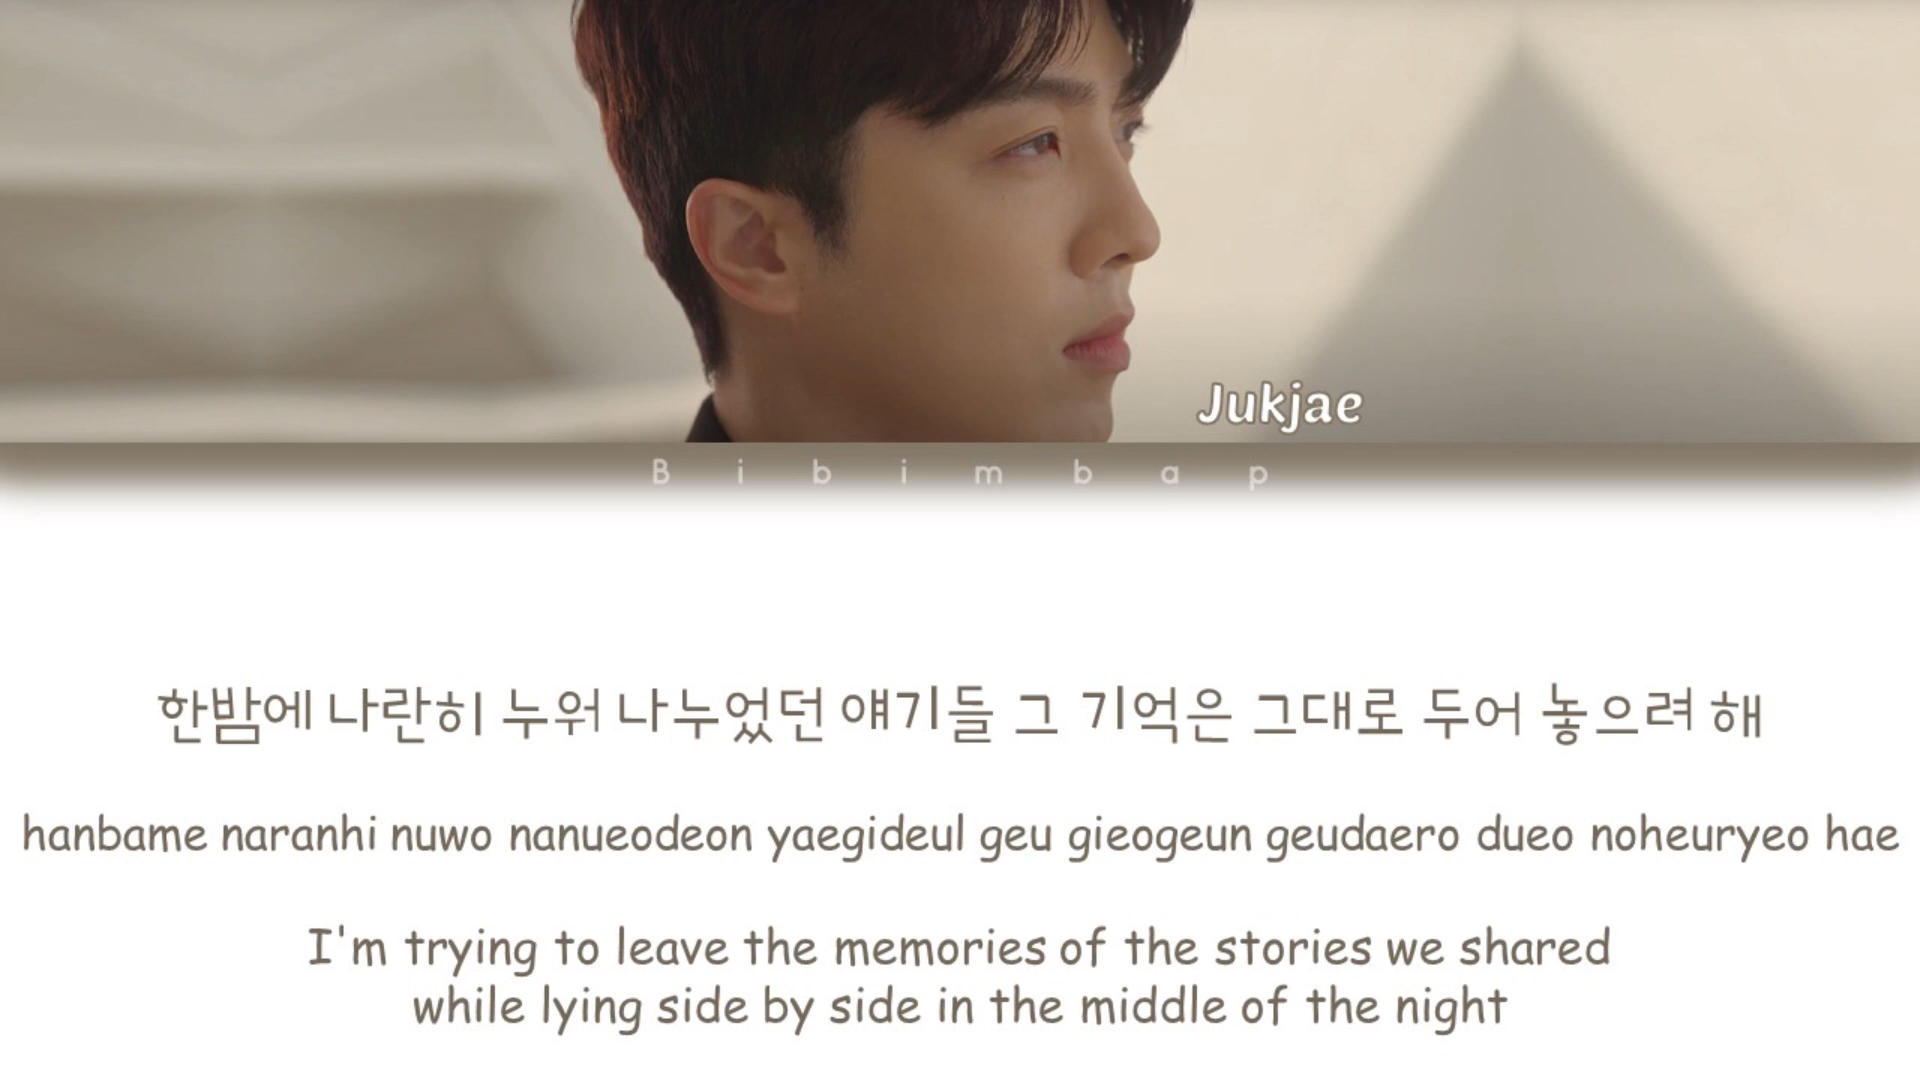 Jukjae
Bibimbap
한밤에 나란히 누워 나누었던 얘기들 그 기억은 그대로 두어 놓으려 해
hanbame naranhi nuwo nanueodeon yaegideul geu gieogeun geudaero dueo noheuryeo hae
I'm trying to leave the memories of the stories we shared
while lying side by side in the middle of the night